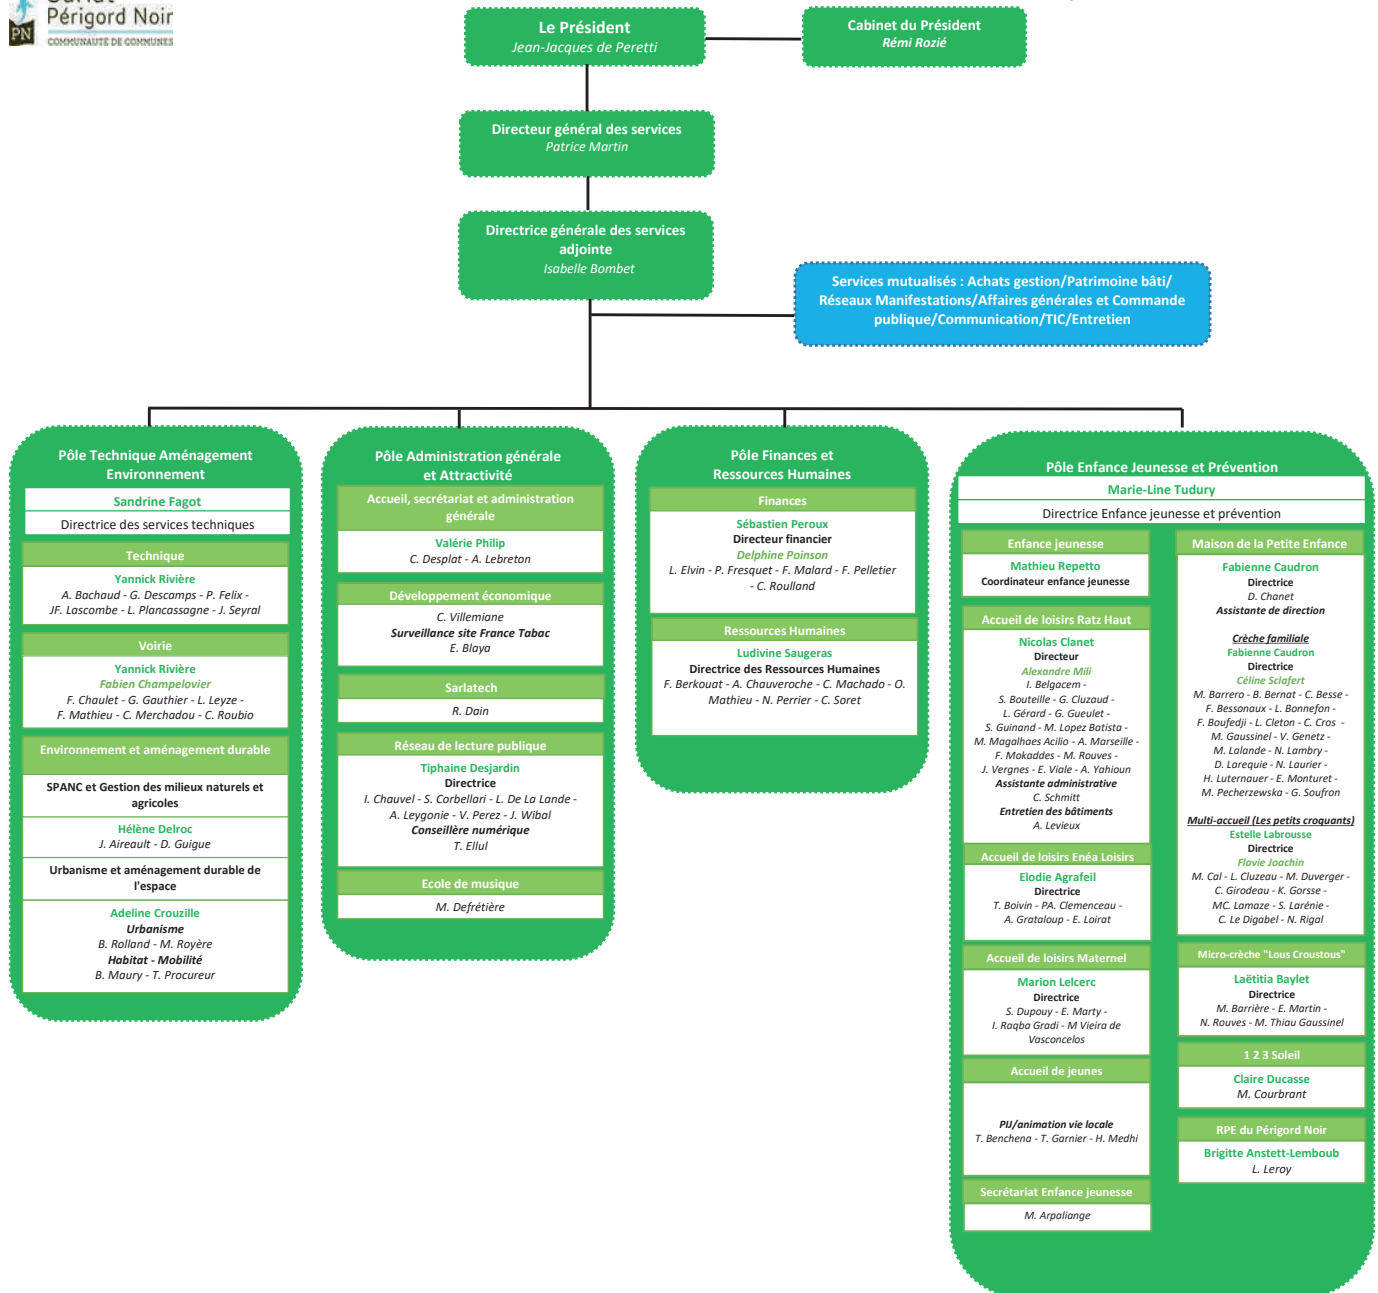 Périgord Noir
PN
COMMUNAUTÉ DE COMMUNES
Le Président
Jean-Jacques de Peretti
Cabinet du Président
Rémi Rozié
Directeur général des services
Patrice Martin
Directrice générale des services
adjointe
Isabelle Bombet
Services mutualisés : Achats gestion/Patrimoine bâti/
Réseaux Manifestations/Affaires générales et Commande
publique/Communication/TIC/Entretien
Pôle Technique Aménagement
Environnement
Sandrine Fagot
Directrice des services techniques
Technique
Yannick Rivière
A. Bachaud - G. Descamps - P. Felix -
JF. Lascombe - L. Plancassagne - J. Seyral
Voirie
Yannick Rivière
Fabien Champelovier
F. Chaulet - G. Gauthier - L. Leyze -
F. Mathieu - C. Merchadou - C. Roubio
Environnement et aménagement durable
SPANC et Gestion des milieux naturels et
agricoles
Hélène Delroc
J. Aireault - D. Guigue
Urbanisme et aménagement durable de
l'espace
Adeline Crouzille
Urbanisme
B. Rolland - M. Royère
Habitat - Mobilité
B. Maury - T. Procureur
Pôle Administration générale
et Attractivité
Accueil, secrétariat et administration
générale
Valérie Philip
C. Desplat - A. Lebreton
Développement économique
C. Villemiane
Surveillance site France Tabac
E. Blaya
Sarlatech
R. Dain
Réseau de lecture publique
Tiphaine Desjardin
Directrice
I. Chauvel - S. Corbellari - L. De La Lande -
A. Leygonie - V. Perez - J. Wibal
Conseillère numérique
T. Ellul
Ecole de musique
M. Defrétière
Pôle Finances et
Ressources Humaines
Finances
Sébastien Peroux
Directeur financier
Delphine Poinson
L. Elvin - P. Fresquet - F. Malard - F. Pelletier
- C. Roulland
Ressources Humaines
Ludivine Saugeras
Directrice des Ressources Humaines
F. Berkouat - A. Chauveroche - C. Machado - O.
Mathieu - N. Perrier - C. Soret
Pôle Enfance Jeunesse et Prévention
Marie-Line Tudury
Directrice Enfance jeunesse et prévention
Enfance jeunesse
Mathieu Repetto
Coordinateur enfance jeunesse
Accueil de loisirs Ratz Haut
Nicolas Clanet
Directeur
Alexandre Mili
I. Belgacem -
S. Bouteille - G. Cluzaud -
L. Gérard - G. Gueulet -
S. Guinand - M. Lopez Batista -
M. Magalhaes Acilio - A. Marseille -
F. Mokaddes - M. Rouves -
J. Vergnes - E. Viale - A. Yahioun
Assistante administrative
C. Schmitt
Entretien des bâtiments
A. Levieux
Accueil de loisirs Enéa Loisirs
Elodie Agrafeil
Directrice
T. Boivin - PA. Clemenceau -
A. Grataloup - E. Loirat
Accueil de loisirs Maternel
Marion Lelcerc
Directrice
S. Dupouy - E. Marty -
I. Raqba Gradi - M Vieira de
Vasconcelos
Accueil de jeunes
PIJ/animation vie locale
T. Benchena - T. Garnier - H. Medhi
Secrétariat Enfance jeunesse
M. Arpaliange
Maison de la Petite Enfance
Fabienne Caudron
Directrice
D. Chanet
Assistante de direction
Crèche familiale
Fabienne Caudron
Directrice
Céline Sclafert
M. Barrero - B. Bernat - C. Besse -
F. Bessonaux - L. Bonnefon -
F. Boufedji - L. Cleton - C. Cros -
M. Gaussinel - V. Genetz -
M. Lalande - N. Lambry -
D. Larequie - N. Laurier -
H. Luternauer - E. Monturet -
M. Pecherzewska - G. Soufron
Multi-accueil (Les petits croquants)
Estelle Labrousse
Directrice
Flavie Joachin
M. Cal - L. Cluzeau - M. Duverger -
C. Girodeau - K. Gorsse -
MC. Lamaze - S. Larénie -
C. Le Digabel - N. Rigal
Micro-crèche "Lous Croustous"
Laëtitia Baylet
Directrice
M. Barrière - E. Martin -
N. Rouves - M. Thiau Gaussinel
1 2 3 Soleil
Claire Ducasse
M. Courbrant
RPE du Périgord Noir
Brigitte Anstett-Lemboub
L. Leroy